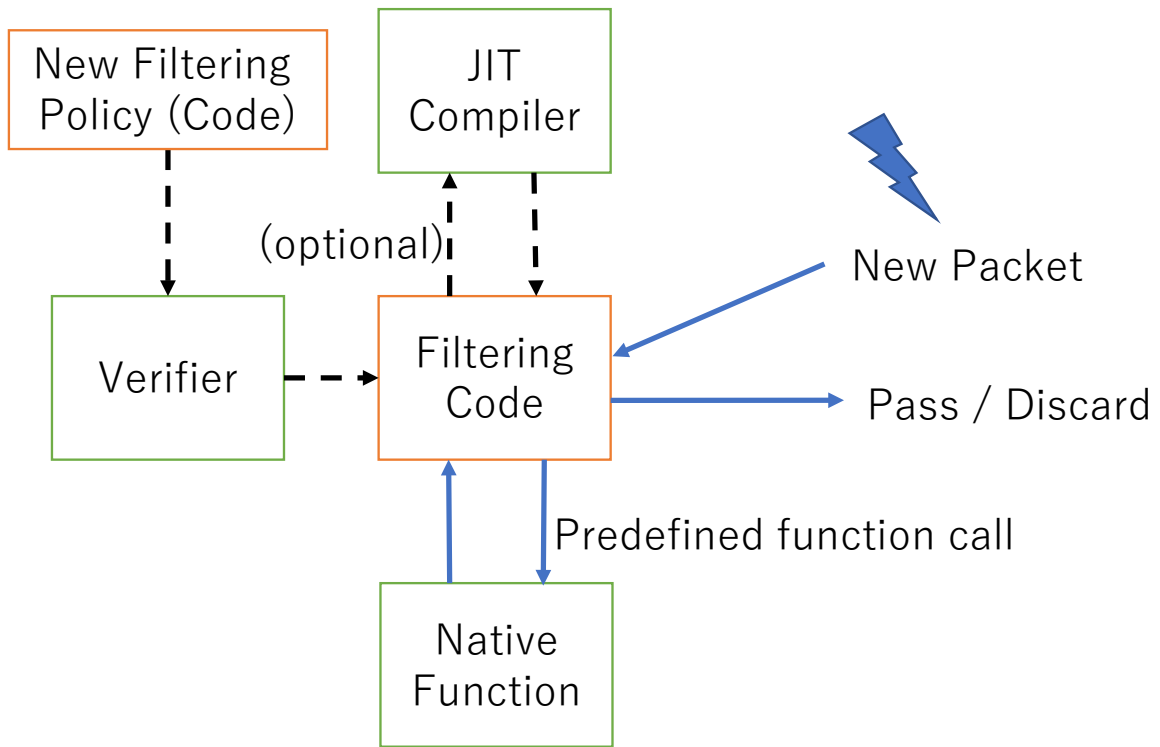 New Filtering
Policy (Code)
JIT
Compiler
(optional)
New Packet
Verifier
Filtering
Code
Pass / Discard
Predefined function call
Native
Function